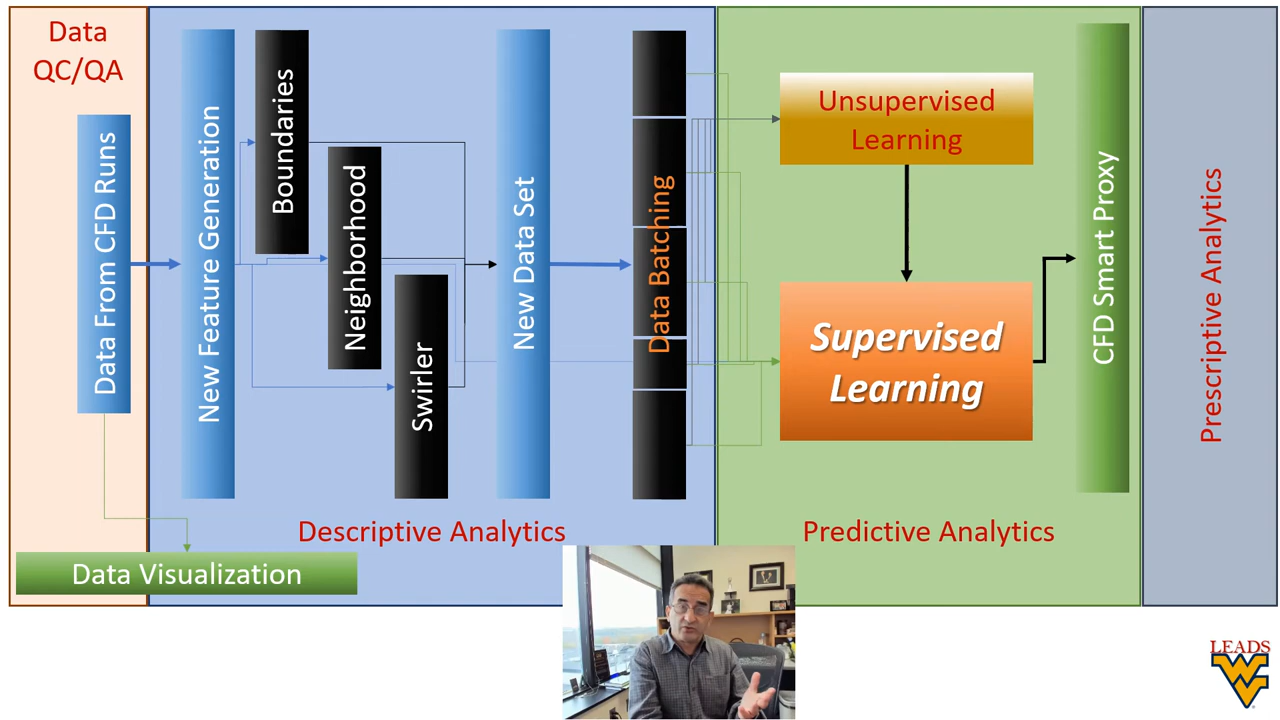 Data
QC/QA
Data From CFD Runs
New Feature Generation
Boundaries
Neighborhood
Swirler
New Data Set
Data Batching
Unsupervised
Learning
Supervised
Learning
CFD Smart Proxy
Prescriptive Analytics
Descriptive Analytics
Predictive Analytics
Data Visualization
LEADS
WV